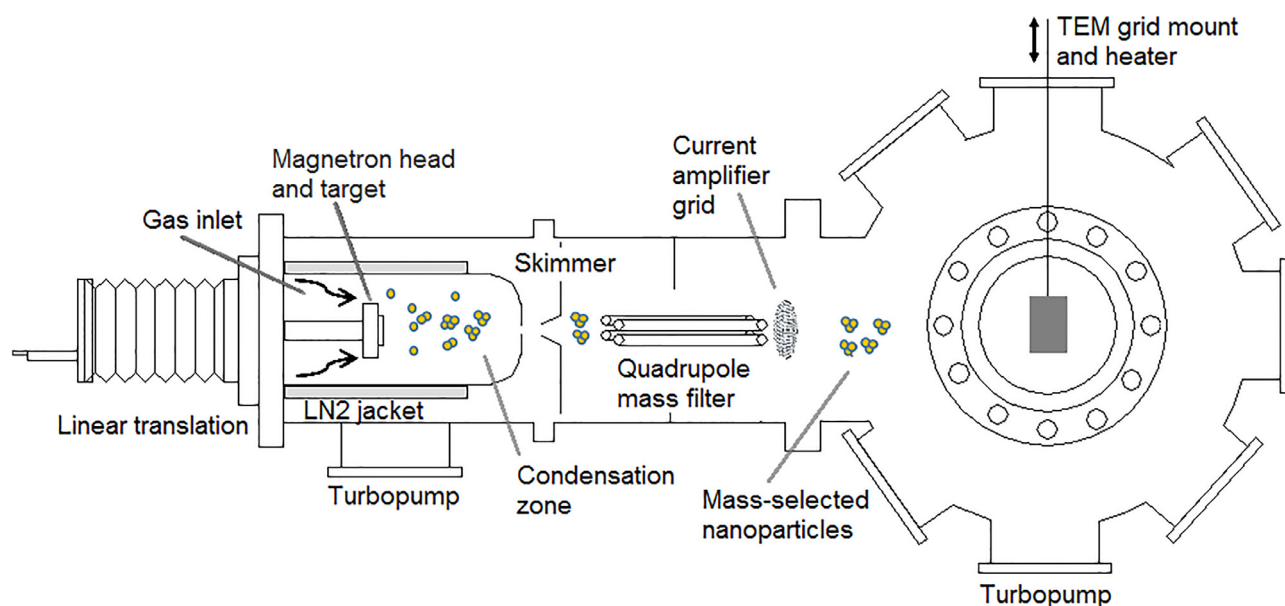 TEM grid mount
and heater
Magnetron head
and target
Current
amplifier
grid
Gas inlet
Skimmer
Quadrupole
mass filter
LN2 jacket
Linear translation
Condensation
zone
Turbopump
Mass-selected
nanoparticles
Turbopump